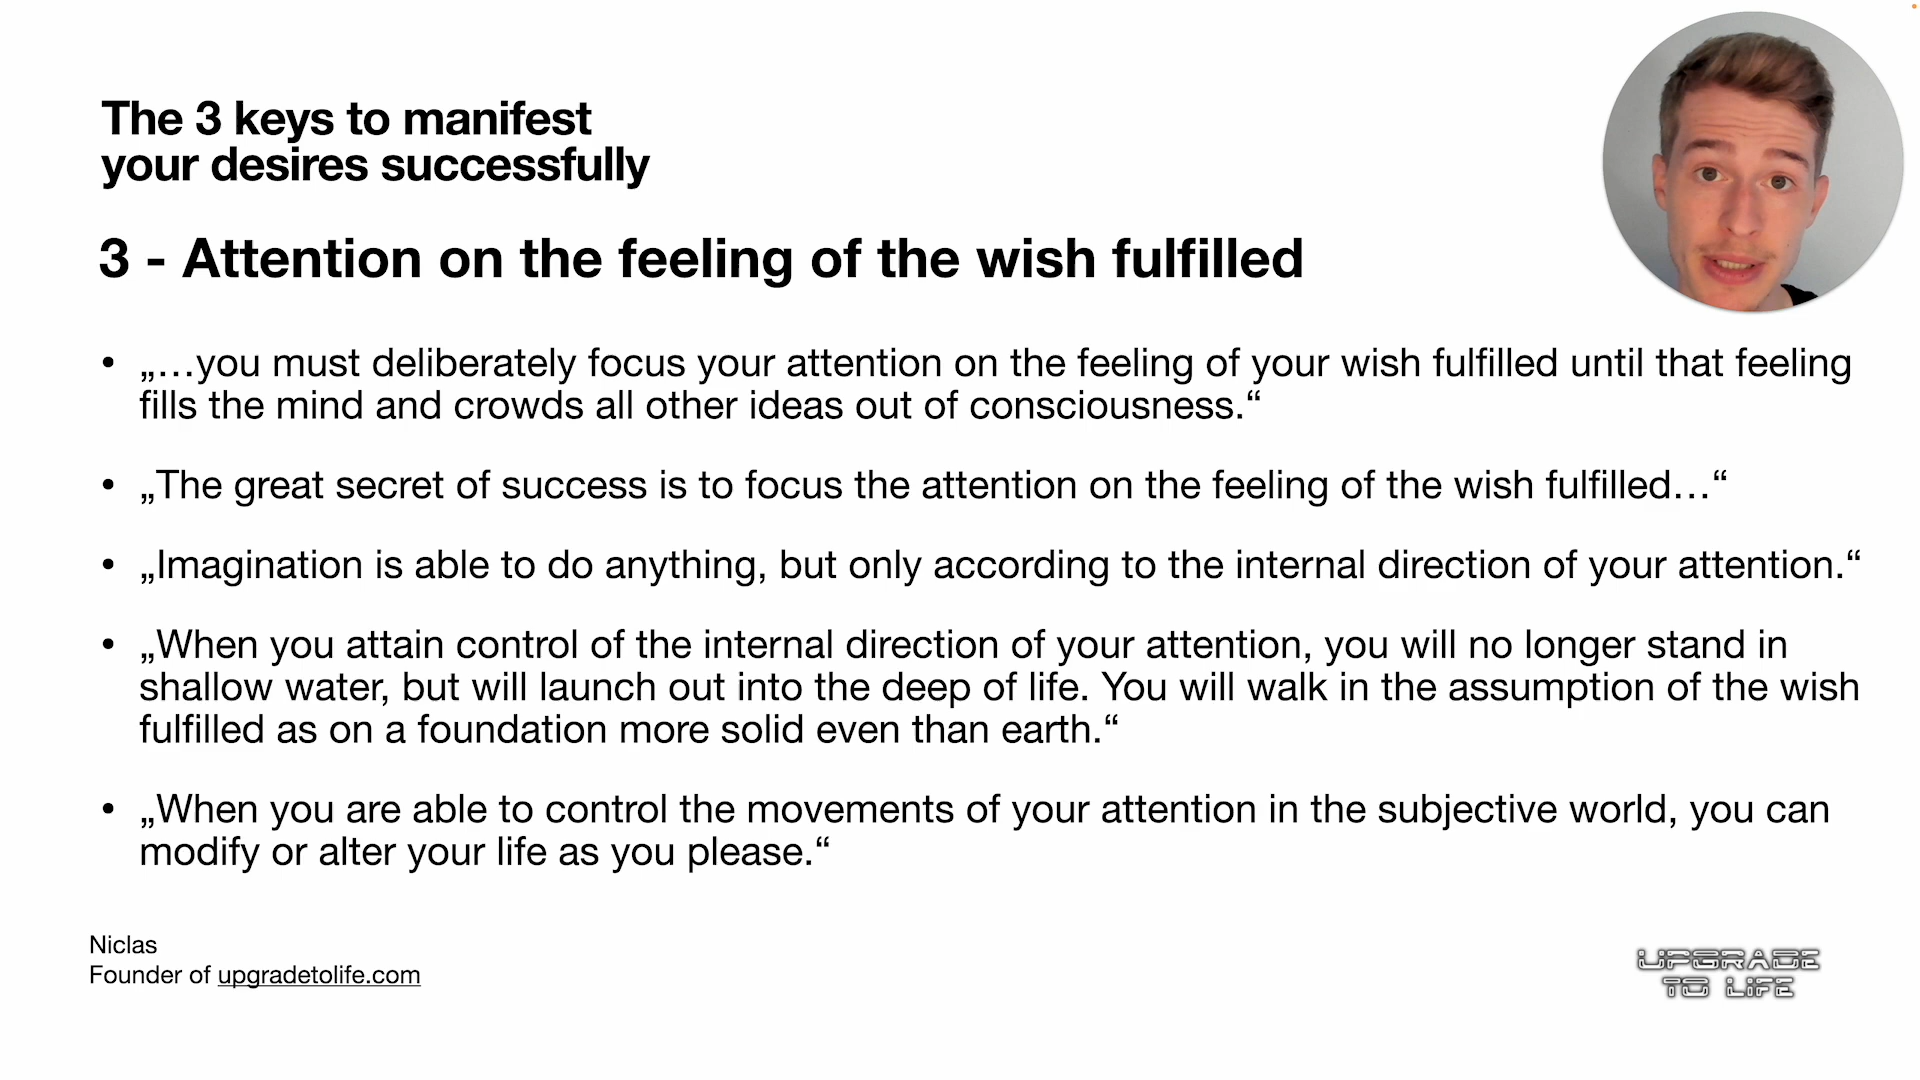 The 3 keys to manifest
your desires successfully
3 - Attention on the feeling of the wish fulfilled
• „…you must deliberately focus your attention on the feeling of your wish fulfilled until that feeling
fills the mind and crowds all other ideas out of consciousness.“
• „The great secret of success is to focus the attention on the feeling of the wish fulfilled…“
• „Imagination is able to do anything, but only according to the internal direction of your attention.“
• „When you attain control of the internal direction of your attention, you will no longer stand in
shallow water, but will launch out into the deep of life. You will walk in the assumption of the wish
fulfilled as on a foundation more solid even than earth.“
• „When you are able to control the movements of your attention in the subjective world, you can
modify or alter your life as you please.“
Niclas
Founder of upgradetolife.com
UPGRADE
TO LIFE